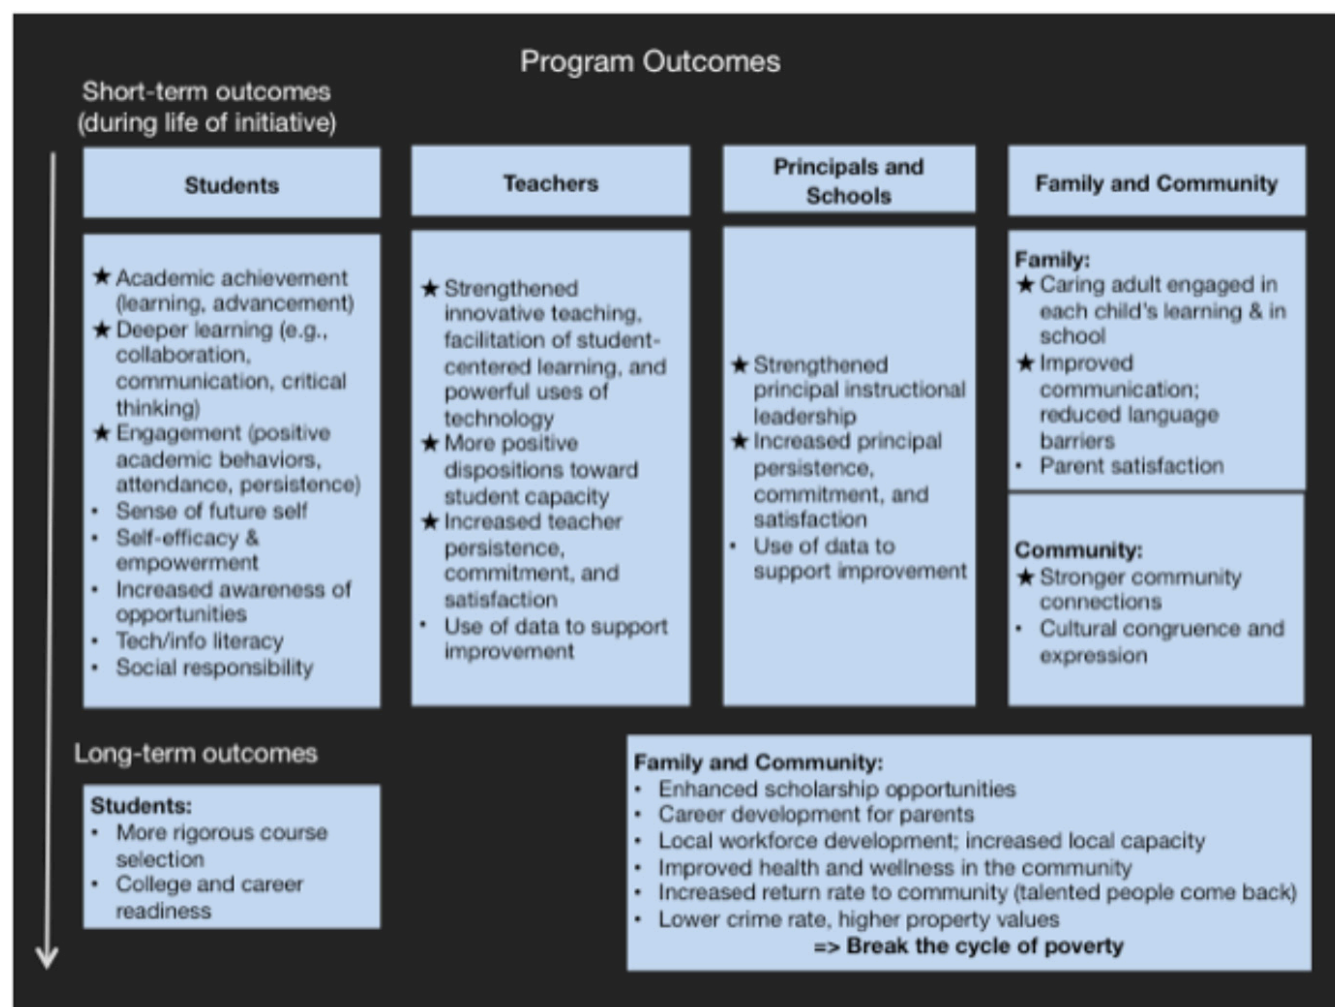 Program Outcomes
Short-term outcomes
(during life of initiative)
Students
Teachers
Principals and
Schools
Family and Community
★ Academic achievement
(learning, advancement)
★ Deeper learning (e.g.,
collaboration,
communication, critical
thinking)
★ Engagement (positive
academic behaviors,
attendance, persistence)
• Sense of future self
• Self-efficacy &
empowerment
• Increased awareness of
opportunities
• Tech/info literacy
• Social responsibility
★ Strengthened
innovative teaching,
facilitation of student-
centered learning, and
powerful uses of
technology
★ More positive
dispositions toward
student capacity
★ Increased teacher
persistence,
commitment, and
satisfaction
• Use of data to support
improvement
★ Strengthened
principal instructional
leadership
★ Increased principal
persistence,
commitment, and
satisfaction
• Use of data to
support improvement
Family:
★ Caring adult engaged in
each child's learning & in
school
★ Improved
communication;
reduced language
barriers
• Parent satisfaction
Community:
★ Stronger community
connections
• Cultural congruence and
expression
Long-term outcomes
Students:
• More rigorous course
selection
• College and career
readiness
Family and Community:
• Enhanced scholarship opportunities
• Career development for parents
• Local workforce development; increased local capacity
• Improved health and wellness in the community
• Increased return rate to community (talented people come back)
• Lower crime rate, higher property values
=> Break the cycle of poverty